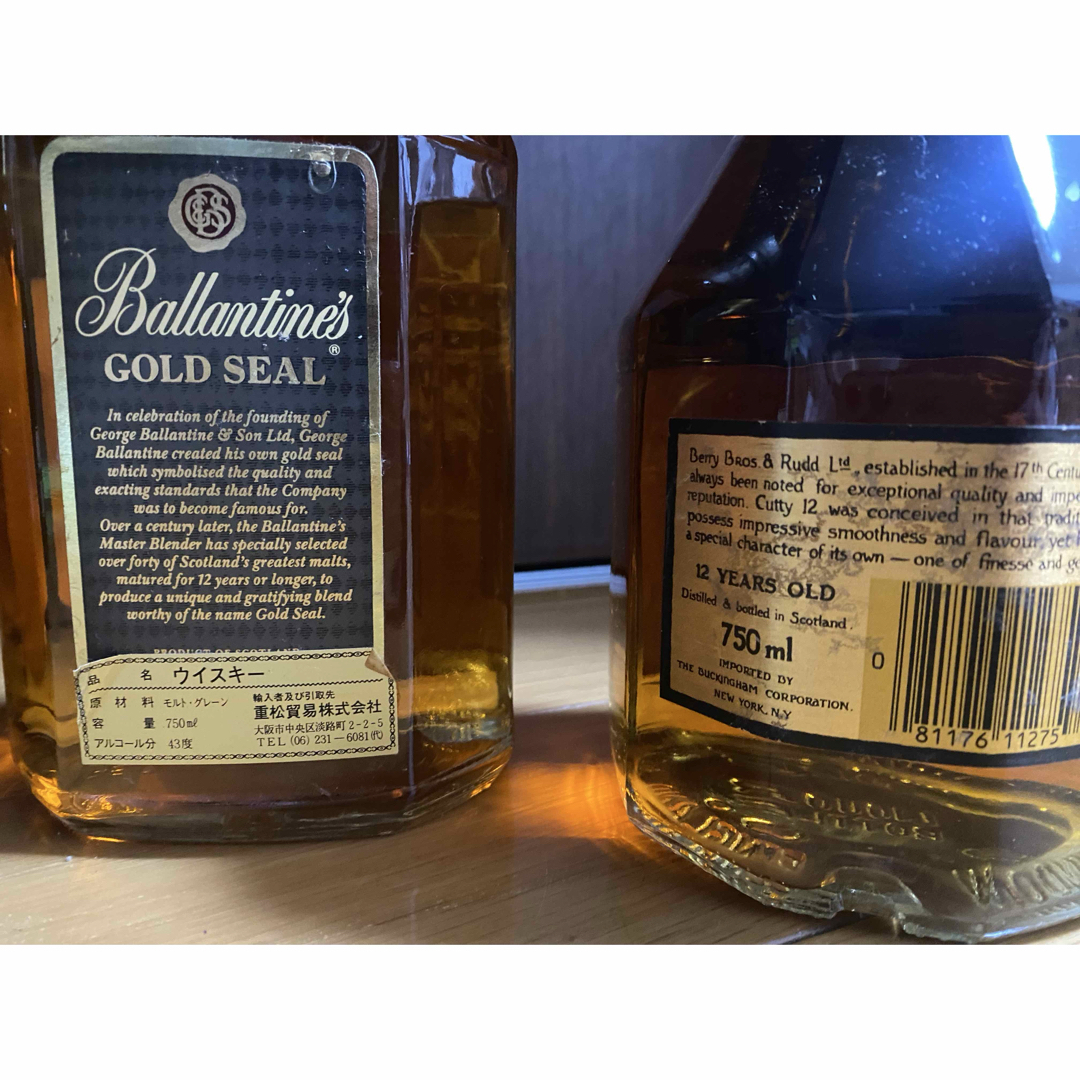 Ballantine's
®
GOLD SEAL
In celebration of the founding of
George Ballantine & Son Ltd, George
Ballantine created his own gold seal
which symbolised the quality and
exacting standards that the Company
was to become famous for.
Over a century later, the Ballantine's
Master Blender has specially selected
over forty of Scotland's greatest malts,
matured for 12 years or longer, to
produce a unique and gratifying blend
worthy of the name Gold Seal.
PRODUCT OF SCOTLAND
品 名 ウイスキー
原材料 モルト・グレーン
容 量 750㎖
アルコール分 43度
輸入者及び引取先
重松貿易株式会社
大阪市中央区淡路町2-2-5
TEL (06) 231-6081(代)
Berry Bros. & Rudd Ltd., established in the 17th
always been noted for exceptional quality and
reputation. Cutty 12 was conceived in that
possess impressive smoothness and flavour, yet
a special character of its own — one of finesse and
12 YEARS OLD
Distilled & bottled in Scotland
750 ml
IMPORTED BY
THE BUCKINGHAM CORPORATION.
NEW YORK, N.Y
0 81176 11275